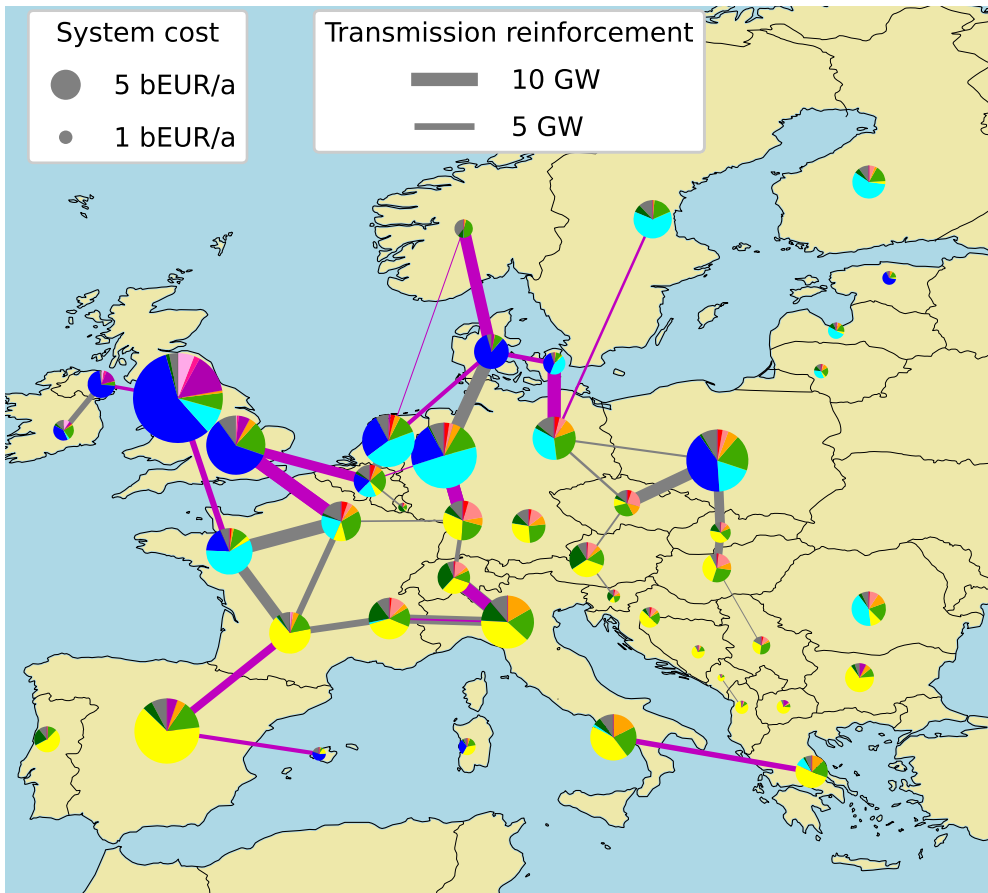 System cost
5 bEUR/a
1 bEUR/a
Transmission reinforcement
10 GW
5 GW